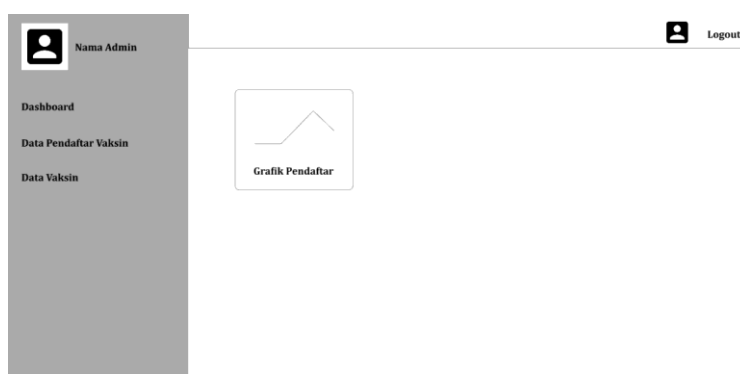 Nama Admin
Logout
Dashboard
Data Pendaftar Vaksin
Data Vaksin
Grafik Pendaftar